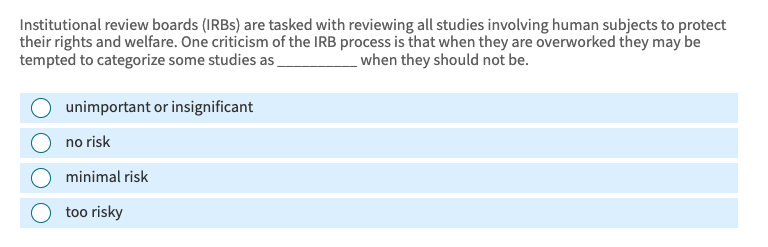 Institutional review boards (IRBs) are tasked with reviewing all studies involving human subjects to protect
their rights and welfare. One criticism of the IRB process is that when they are overworked they may be
tempted to categorize some studies as __________ when they should not be.
unimportant or insignificant
no risk
minimal risk
too risky